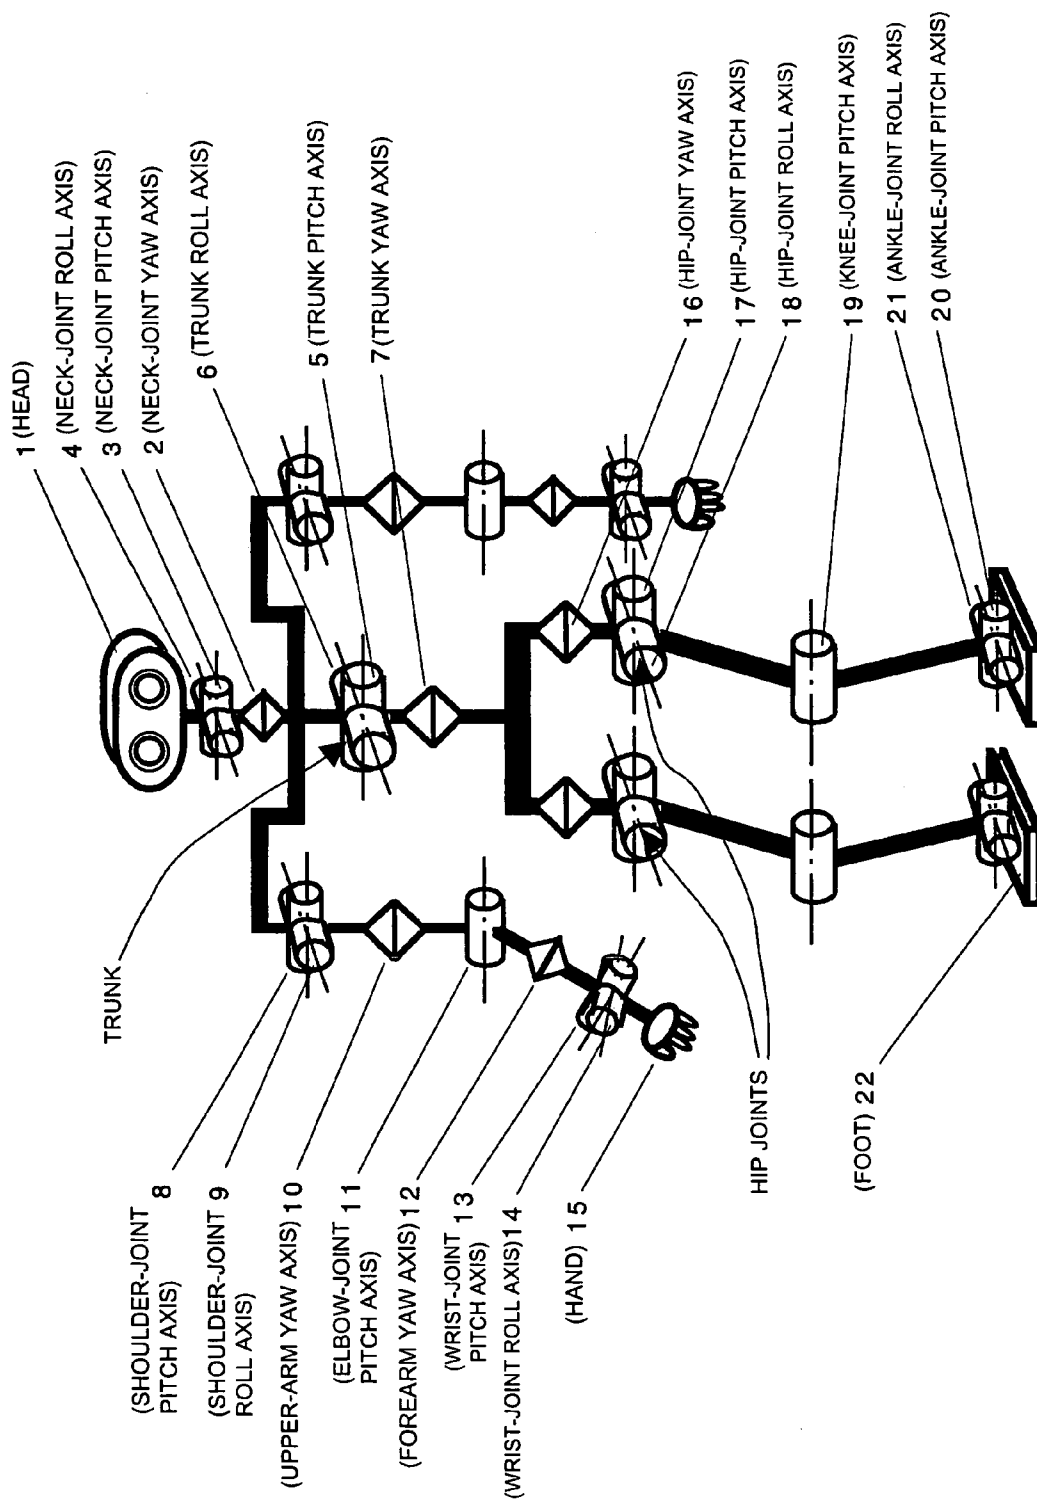 1 (HEAD)
4 (NECK-JOINT ROLL AXIS)
3 (NECK-JOINT PITCH AXIS)
2 (NECK-JOINT YAW AXIS)
6 (TRUNK ROLL AXIS)
5 (TRUNK PITCH AXIS)
7 (TRUNK YAW AXIS)
16 (HIP-JOINT YAW AXIS)
17 (HIP-JOINT PITCH AXIS)
18 (HIP-JOINT ROLL AXIS)
19 (KNEE-JOINT PITCH AXIS)
21 (ANKLE-JOINT ROLL AXIS)
20 (ANKLE-JOINT PITCH AXIS)
TRUNK
(SHOULDER-JOINT 8
PITCH AXIS)
(SHOULDER-JOINT 9
ROLL AXIS)
(UPPER-ARM YAW AXIS) 10
(ELBOW-JOINT 11
PITCH AXIS)
(FOREARM YAW AXIS) 12
(WRIST-JOINT 13
PITCH AXIS)
(WRIST-JOINT ROLL AXIS) 14
(HAND) 15
HIP JOINTS
(FOOT) 22